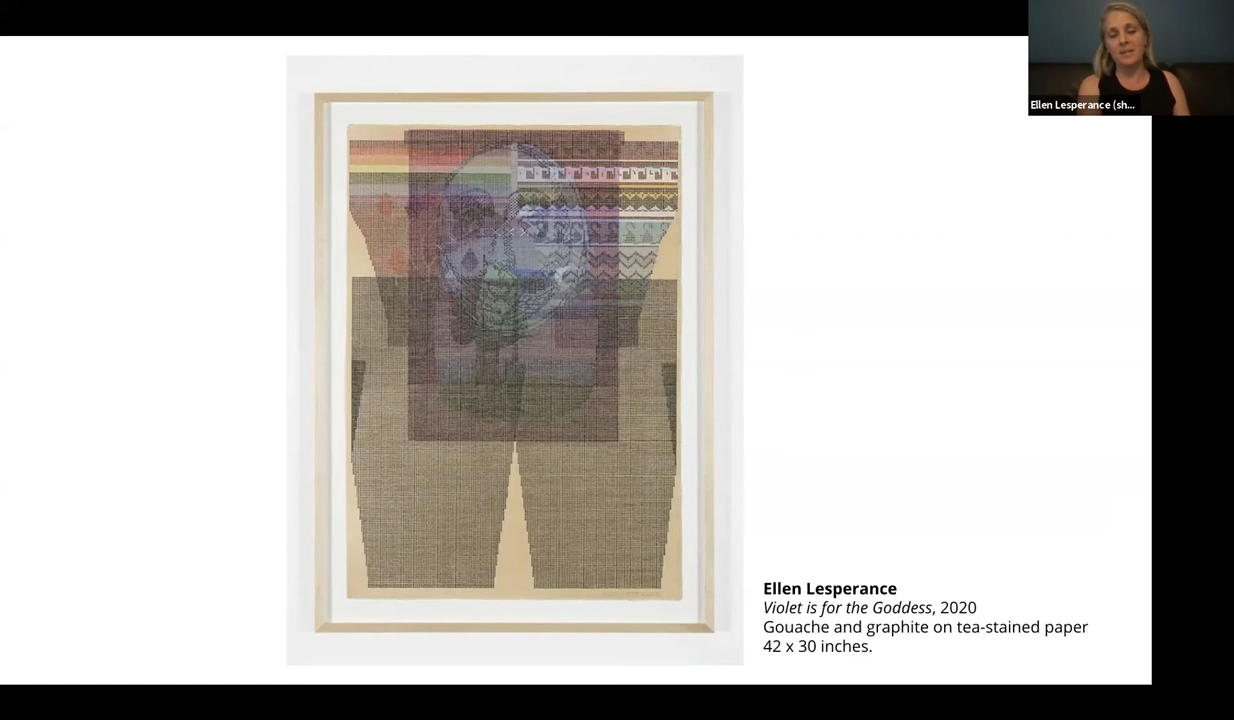 Ellen Lesperance (sh...
Ellen Lesperance
Violet is for the Goddess, 2020
Gouache and graphite on tea-stained paper
42 x 30 inches.